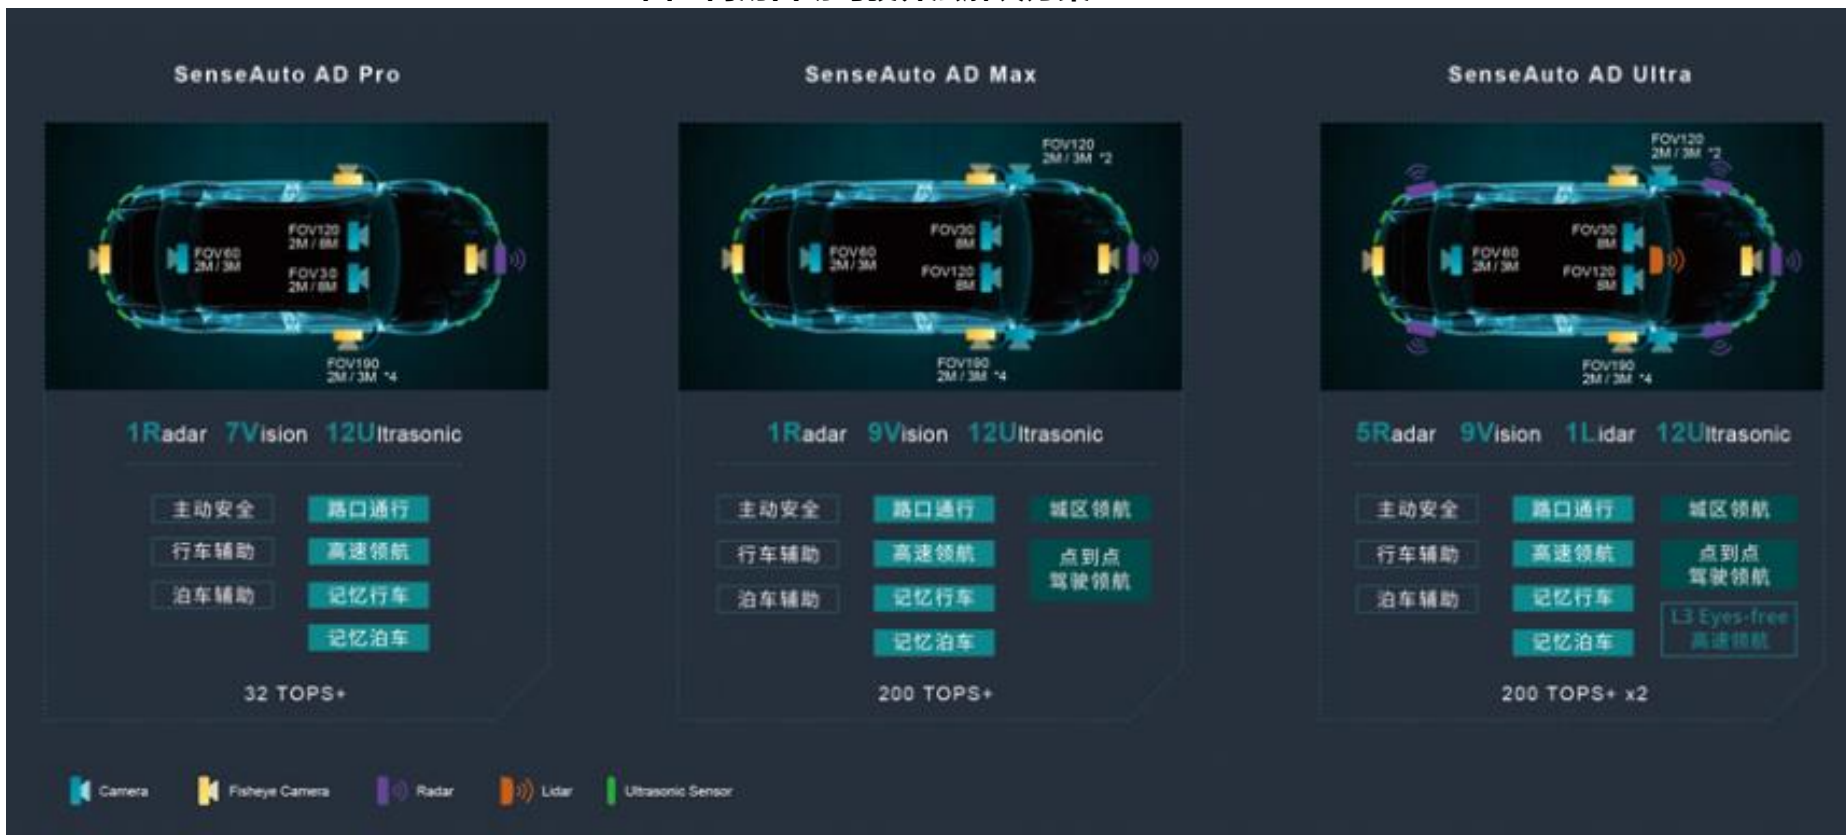 SenseAuto AD Pro
FOV120
2M / 8M
FOV60
2M / 3M
FOV30
2M / 8M
FOV190
2M / 3M *4
1Radar 7Vision 12Ultrasonic
主动安全 路口通行
行车辅助 高速领航
泊车辅助 记忆行车
记忆泊车
32 TOPS+
SenseAuto AD Max
FOV120
2M / 3M *2
FOV30
8M
FOV60
2M / 3M
FOV120
8M
FOV190
2M / 3M *4
1Radar 9Vision 12Ultrasonic
主动安全 路口通行 城区领航
行车辅助 高速领航 点到点
驾驶领航
泊车辅助 记忆行车
记忆泊车
200 TOPS+
SenseAuto AD Ultra
FOV120
2M / 3M *2
FOV30
8M
FOV60
2M / 3M
FOV120
8M
FOV190
2M / 3M *4
5Radar 9Vision 1Lidar 12Ultrasonic
主动安全 路口通行 城区领航
行车辅助 高速领航 点到点
驾驶领航
泊车辅助 记忆行车 L3 Eyes-free
高速领航
记忆泊车
200 TOPS+ x2
Camera Fisheye Camera Radar Lidar Ultrasonic Sensor